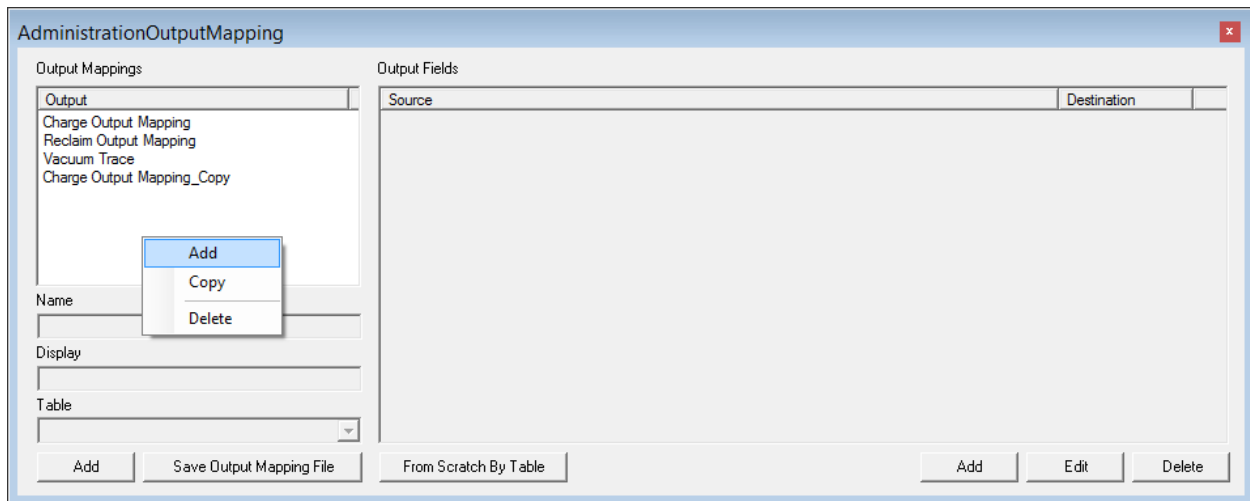 AdministrationOutputMapping
x
Output Mappings
Output Fields
Output
Source
Destination
Charge Output Mapping
Reclaim Output Mapping
Vacuum Trace
Charge Output Mapping_Copy
Add
Copy
Delete
Name
Display
Table
Add
Save Output Mapping File
From Scratch By Table
Add
Edit
Delete